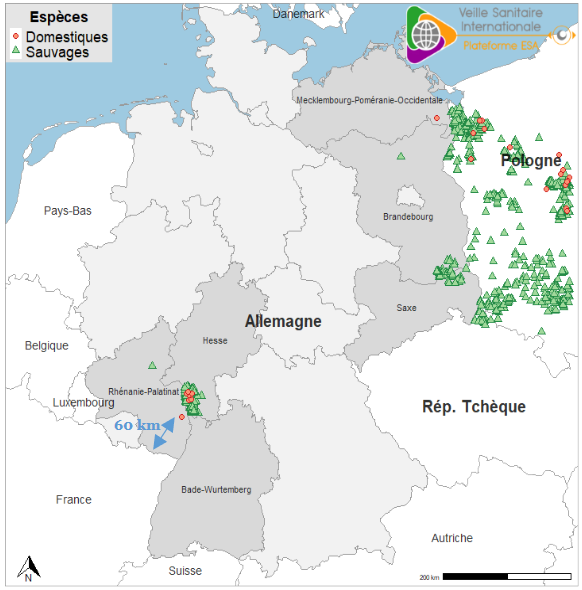 Espèces
Domestiques
Sauvages
Danemark
Veille Sanitaire
Internationale
Plateforme ESA
Mecklembourg-Poméranie-Occidentale
Pologne
Pays-Bas
Brandebourg
Saxe
Allemagne
Hesse
Belgique
Rhénanie-Palatinat
Luxembourg
Rép. Tchèque
60 km
Bade-Wurtemberg
France
Autriche
Suisse
N
200 km